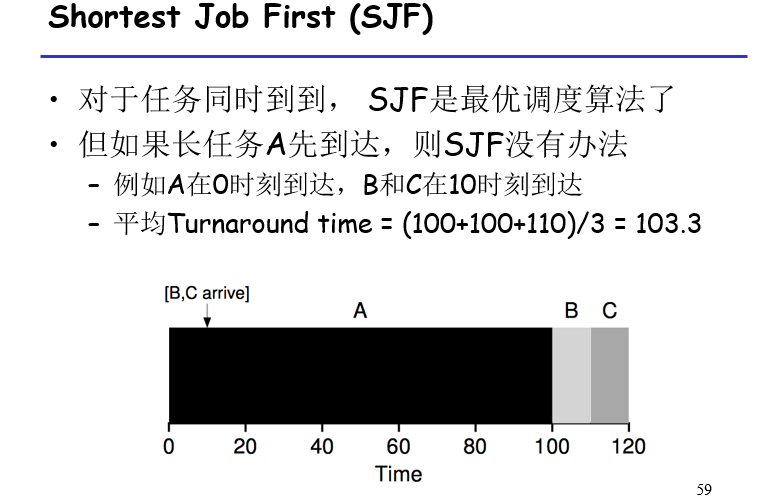 Shortest Job First (SJF)
• 对于任务同时到到， SJF是最优调度算法了
• 但如果长任务A先到达，则SJF没有办法
– 例如A在0时刻到达，B和C在10时刻到达
– 平均Turnaround time = (100+100+110)/3 = 103.3
[B,C arrive]
A B C
0 20 40 60 80 100 120
Time
59